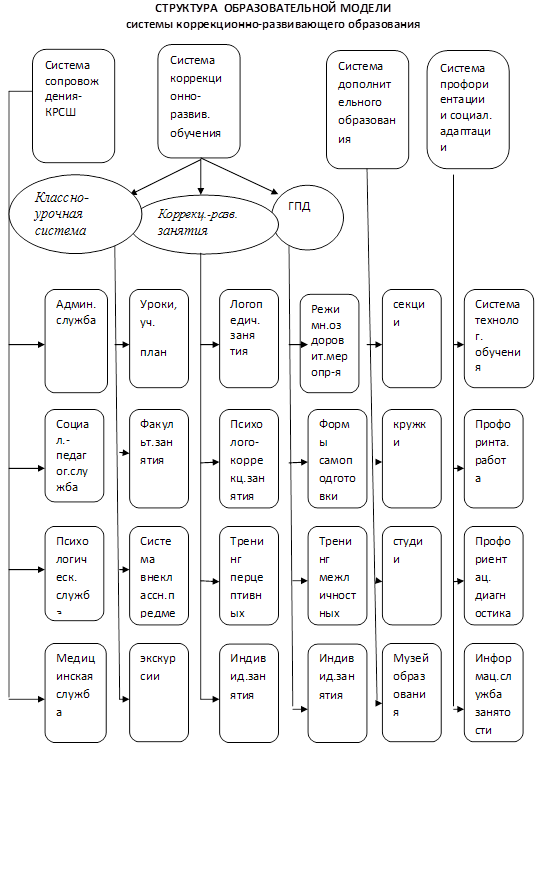 СТРУКТУРА ОБРАЗОВАТЕЛЬНОЙ МОДЕЛИ
системы коррекционно-развивающего образования
Система
сопровож
дения-
КРСШ
Система
коррекци
онно-
развив.
обучения
Система
дополнит
ельного
образован
ия
Система
профори
ентации
и социал.
адаптаци
и
Классно-
урочная
система
Коррекц.-разв.
занятия
ГПД
Админ.
служба
Уроки,
уч.
план
Логоп
едич.
заня
тия
Режи
мн.оз
доров
ит.мер
опр-я
секци
и
Система
технолo
г.
обучени
я
Социа
л.-
педаг
ог.слу
жба
Факул
ьт.зан
ятия
Психо
лого-
корре
кц.зан
ятия
Форм
ы
самоп
одгото
вки
кружк
и
Профо
ринта.
работ
а
Психо
логиче
ск.
служб
Систе
ма
внекл
ассн.п
редме
Трени
нг
перце
птивн
ых
Трени
нг
межл
ичност
ных
студи
и
Профо
риент
ац.
диагн
остика
Медиц
инская
служб
а
экскур
сии
Индив
ид.зан
ятия
Индив
ид.зан
ятия
Музей
образ
овани
я
Инфор
мац.сл
ужба
занято
сти